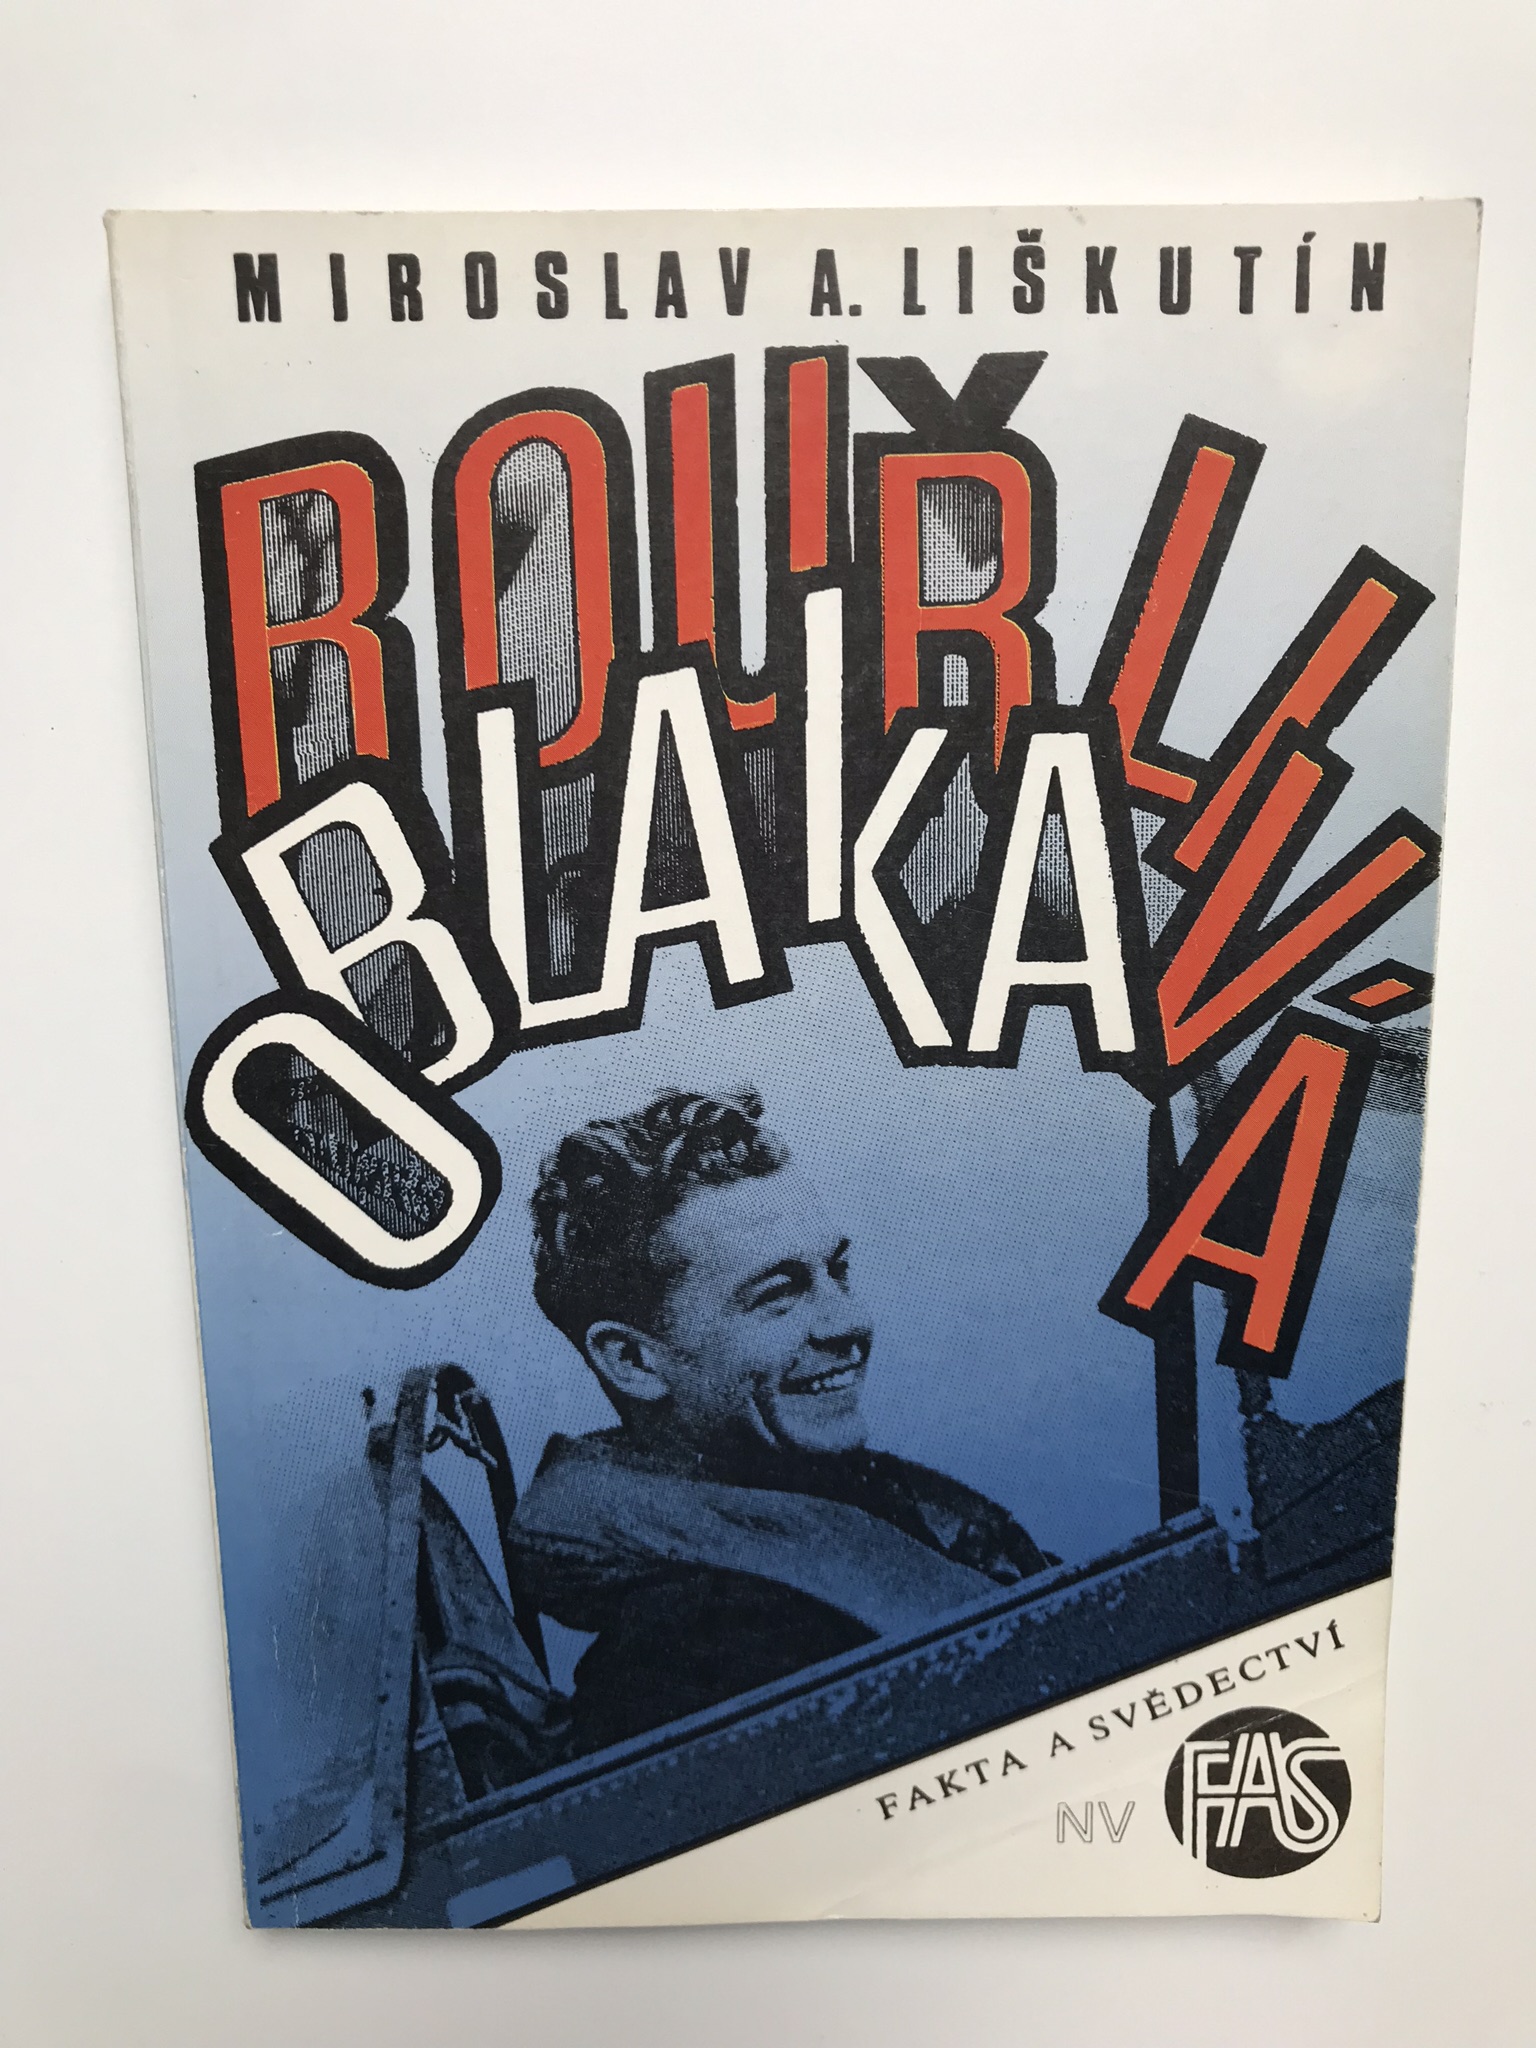 MIROSLAV A. LIŠKUTÍN
BOUŘLIVÁ
OBLAKA
FAKTA A SVĚDECTVÍ
NV
FAS